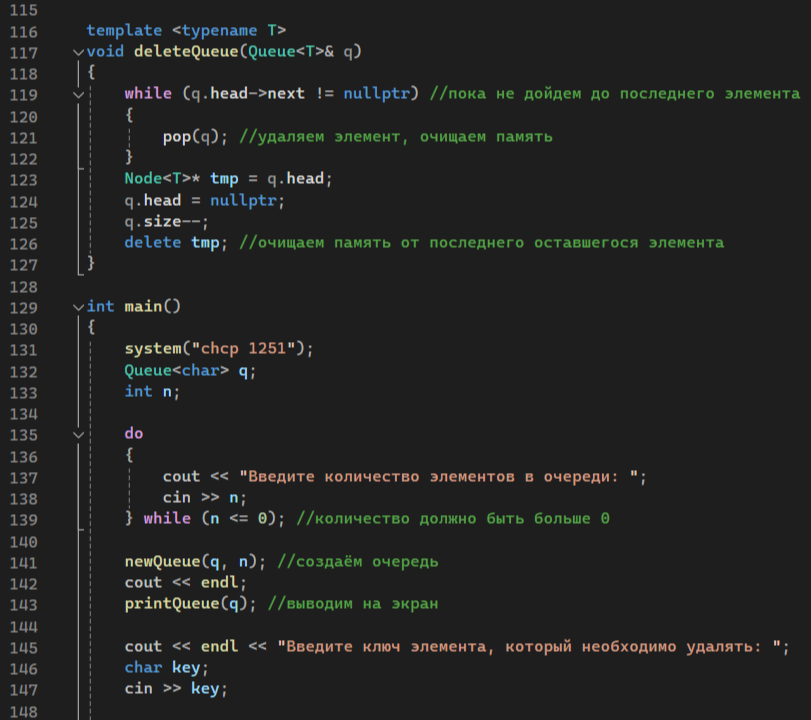 115
116 template <typename T>
117 void deleteQueue(Queue<T>& q)
118 {
119     while (q.head->next != nullptr) //пока не дойдем до последнего элемента
120     {
121         pop(q); //удаляем элемент, очищаем память
122     }
123     Node<T>* tmp = q.head;
124     q.head = nullptr;
125     q.size--;
126     delete tmp; //очищаем память от последнего оставшегося элемента
127 }
128
129 int main()
130 {
131     system("chcp 1251");
132     Queue<char> q;
133     int n;
134
135     do
136     {
137         cout << "Введите количество элементов в очереди: ";
138         cin >> n;
139     } while (n <= 0); //количество должно быть больше 0
140
141     newQueue(q, n); //создаём очередь
142     cout << endl;
143     printQueue(q); //выводим на экран
144
145     cout << endl << "Введите ключ элемента, который необходимо удалять: ";
146     char key;
147     cin >> key;
148